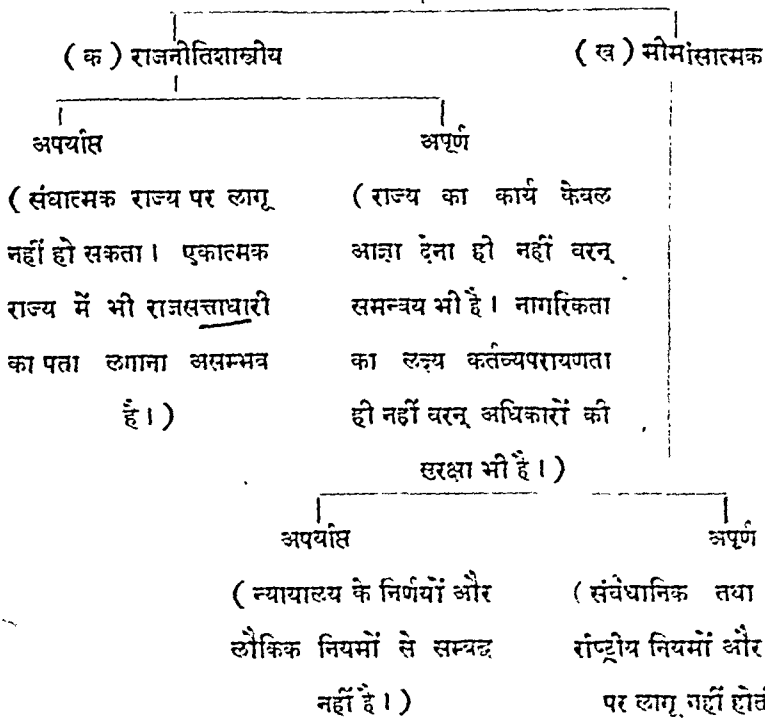 ( क ) राजनीतिशास्त्रीय
( ख ) मीमांसात्मक
अपर्याप्त
( संघात्मक राज्य पर लागू
नहीं हो सकता । एकात्मक
राज्य में भी राजसत्ताधारी
का पता लगाना असम्भव
है । )
अपूर्ण
( राज्य का कार्य केवल
आज्ञा देना ही नहीं वरन्
समन्वय भी है । नागरिकता
का लक्ष्य कर्तव्यपरायणता
ही नहीं वरन् अधिकारों की
सुरक्षा भी है । )
अपर्याप्त
( न्यायालय के निर्णयों और
लौकिक नियमों से सम्बद्ध
नहीं है । )
अपूर्ण
( संवैधानिक तथा
राष्ट्रीय नियमों और
पर लागू नहीं